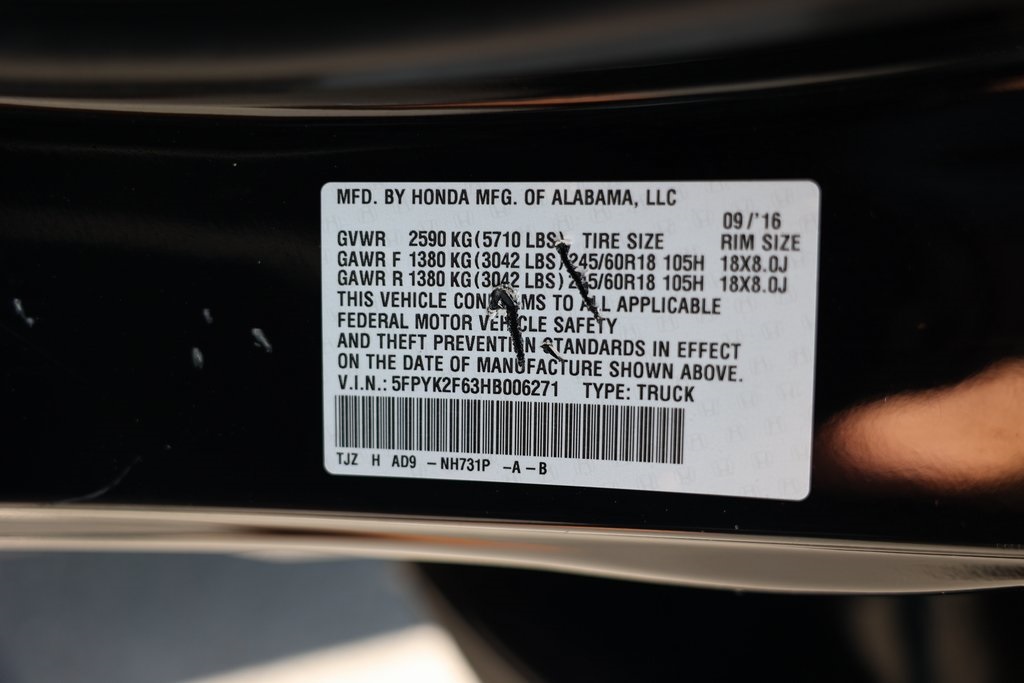 MFD. BY HONDA MFG. OF ALABAMA, LLC
09/'16
GVWR 2590 KG (5710 LBS) TIRE SIZE RIM SIZE
GAWR F 1380 KG (3042 LBS) 245/60R18 105H 18X8.0J
GAWR R 1380 KG (3042 LBS) 245/60R18 105H 18X8.0J
THIS VEHICLE CONFORMS TO ALL APPLICABLE
FEDERAL MOTOR VEHICLE SAFETY
AND THEFT PREVENTION STANDARDS IN EFFECT
ON THE DATE OF MANUFACTURE SHOWN ABOVE.
V.I.N.: 5FPYK2F63HB006271 TYPE: TRUCK
TJZ H AD9 - NH731P - A - B